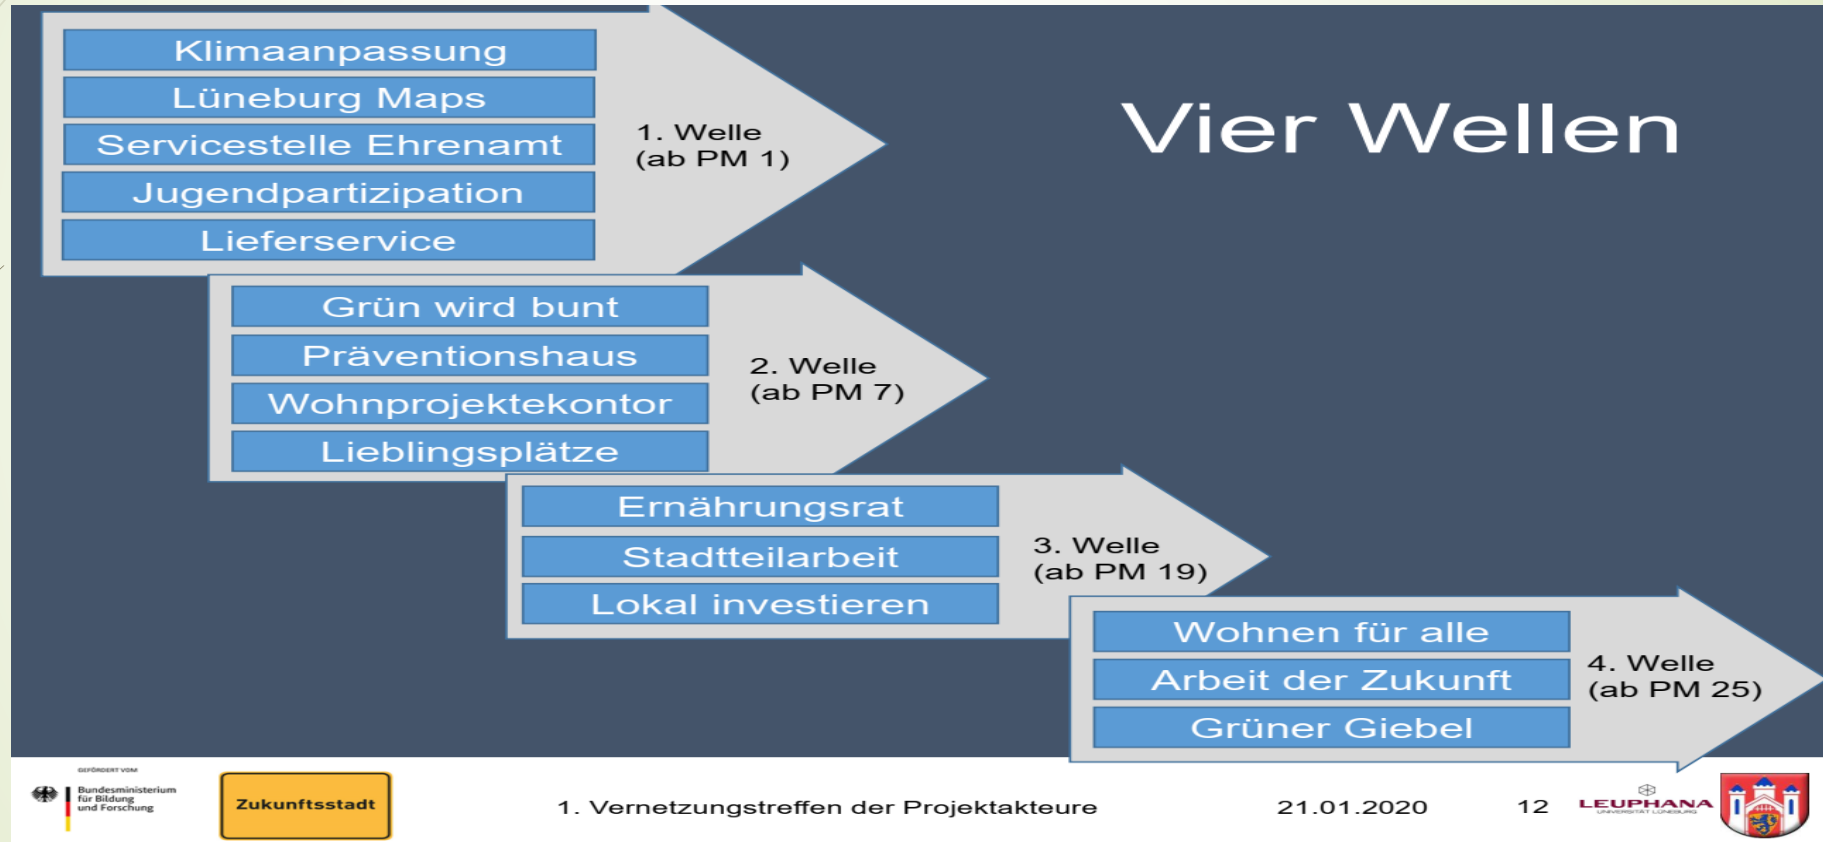 Vier Wellen
Klimaanpassung
Lüneburg Maps
Servicestelle Ehrenamt
Jugendpartizipation
Lieferservice
1. Welle
(ab PM 1)
Grün wird bunt
Präventionshaus
Wohnprojektekontor
Lieblingsplätze
2. Welle
(ab PM 7)
Ernährungsrat
Stadtteilarbeit
Lokal investieren
3. Welle
(ab PM 19)
Wohnen für alle
Arbeit der Zukunft
Grüner Giebel
4. Welle
(ab PM 25)
GEFÖRDERT VOM
Bundesministerium
für Bildung
und Forschung
Zukunftsstadt
1. Vernetzungstreffen der Projektakteure
21.01.2020
12
LEUPHANA
UNIVERSITÄT LÜNEBURG